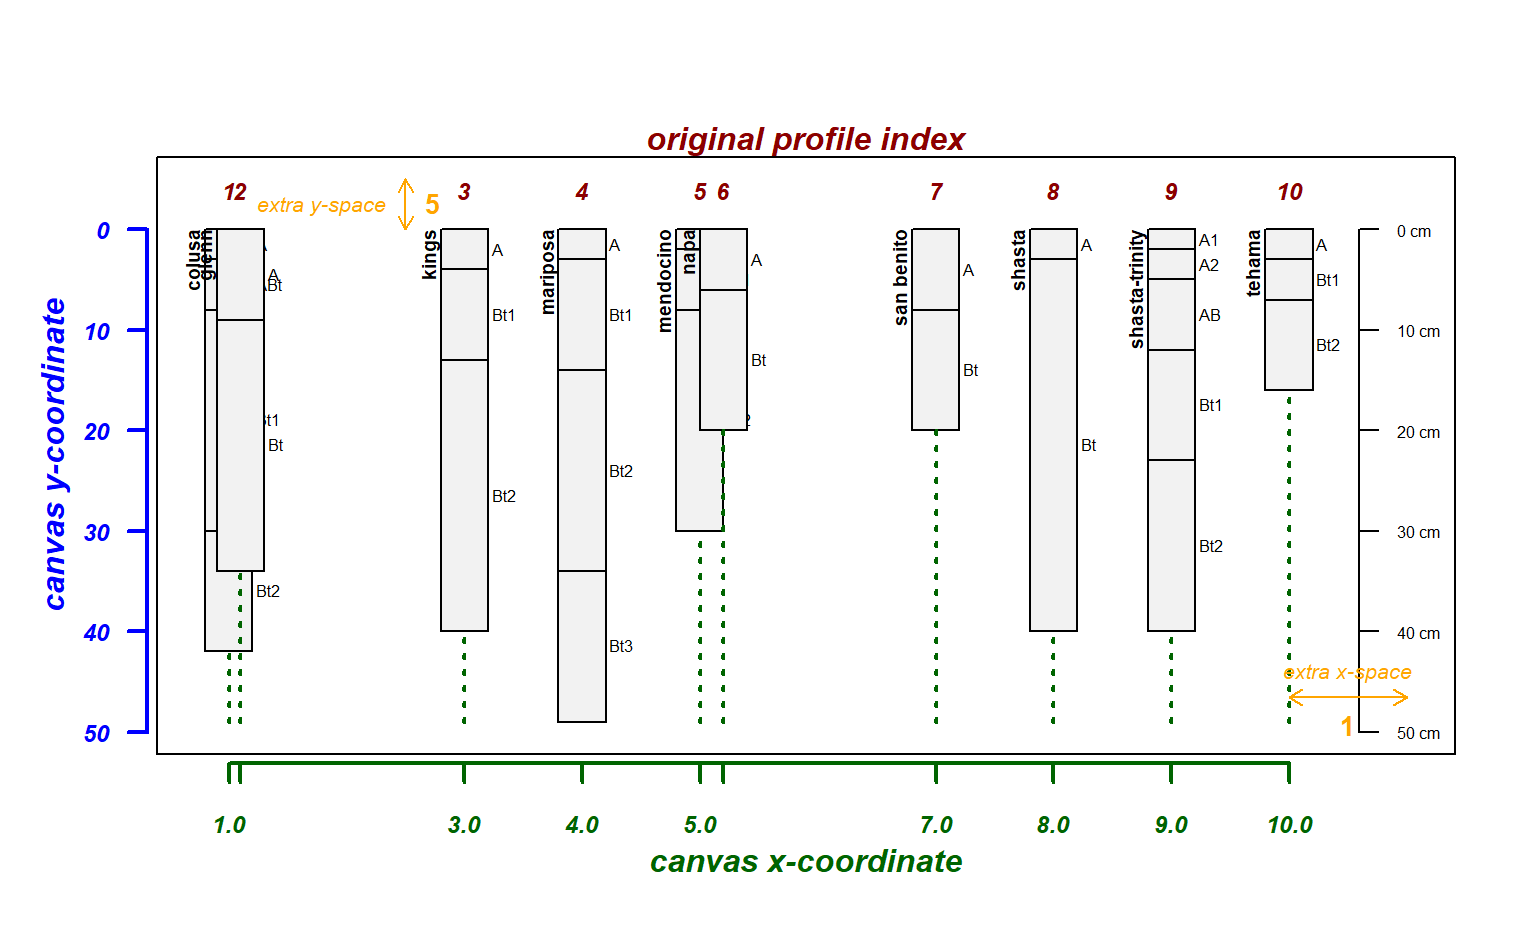 original profile index
1 2 3 4 5 6 7 8 9 10
extra y-space 5
colusa
glenn
kings
mariposa
mendocino
napa
san benito
shasta
shasta-trinity
tehama
A
ABt
Bt2
A
Bt
A
Bt1
Bt2
A
Bt1
Bt2
Bt3
A
Bt
A
Bt
A
Bt
A1
A2
AB
Bt1
Bt2
A
Bt1
Bt2
0 cm
10 cm
20 cm
30 cm
40 cm
50 cm
extra x-space
1
canvas y-coordinate
0
10
20
30
40
50
1.0 3.0 4.0 5.0 7.0 8.0 9.0 10.0
canvas x-coordinate